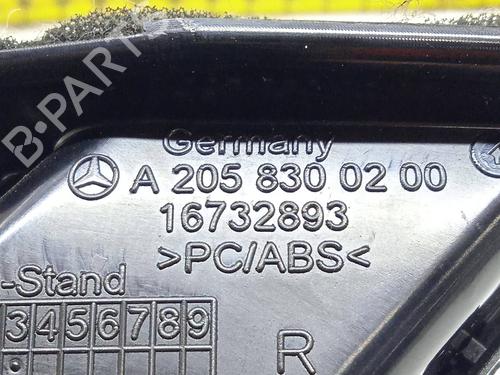 B-PARTS
Germany
A 205 830 02 00
16732893
>PC/ABS<
-Stand
3456789
R